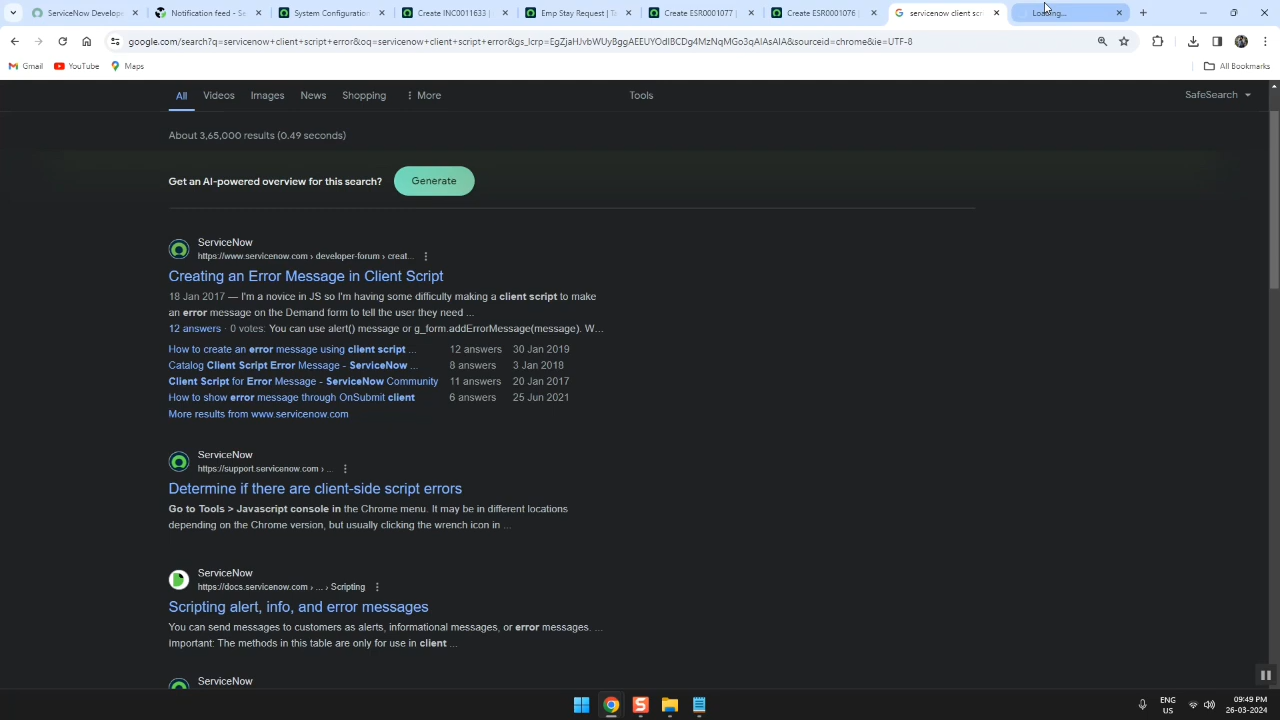 ServiceNow Develop
Notification feed - Se
System Configuration
Create INC0011633 |
Emp Stay Request | Ta
Create ESR0001077 |
Create ESR0001076 |
servicenow client scri
Loading...
google.com/search?q=servicenow+client+script+error&oq=servicenow+client+script+error&gs_lcrp=EgZjaHJvbWUyBggAEEUYOdIBCDg4MzNqMGo3qAIAsAIA&sourceid=chrome&ie=UTF-8
Gmail
YouTube
Maps
All Bookmarks
All
Videos
Images
News
Shopping
More
Tools
SafeSearch
About 3,65,000 results (0.49 seconds)
Get an AI-powered overview for this search?
Generate
ServiceNow
https://www.servicenow.com › developer-forum › creat...
Creating an Error Message in Client Script
18 Jan 2017 — I'm a novice in JS so I'm having some difficulty making a client script to make
an error message on the Demand form to tell the user they need ...
12 answers · 0 votes: You can use alert() message or g_form.addErrorMessage(message). W...
How to create an error message using client script ... 12 answers 30 Jan 2019
Catalog Client Script Error Message - ServiceNow ... 8 answers 3 Jan 2018
Client Script for Error Message - ServiceNow Community 11 answers 20 Jan 2017
How to show error message through OnSubmit client 6 answers 25 Jun 2021
More results from www.servicenow.com
ServiceNow
https://support.servicenow.com › ...
Determine if there are client-side script errors
Go to Tools > Javascript console in the Chrome menu. It may be in different locations
depending on the Chrome version, but usually clicking the wrench icon in ...
ServiceNow
https://docs.servicenow.com › ... › Scripting
Scripting alert, info, and error messages
You can send messages to customers as alerts, informational messages, or error messages. ...
Important: The methods in this table are only for use in client ...
ServiceNow
ENG
US
09:49 PM
26-03-2024